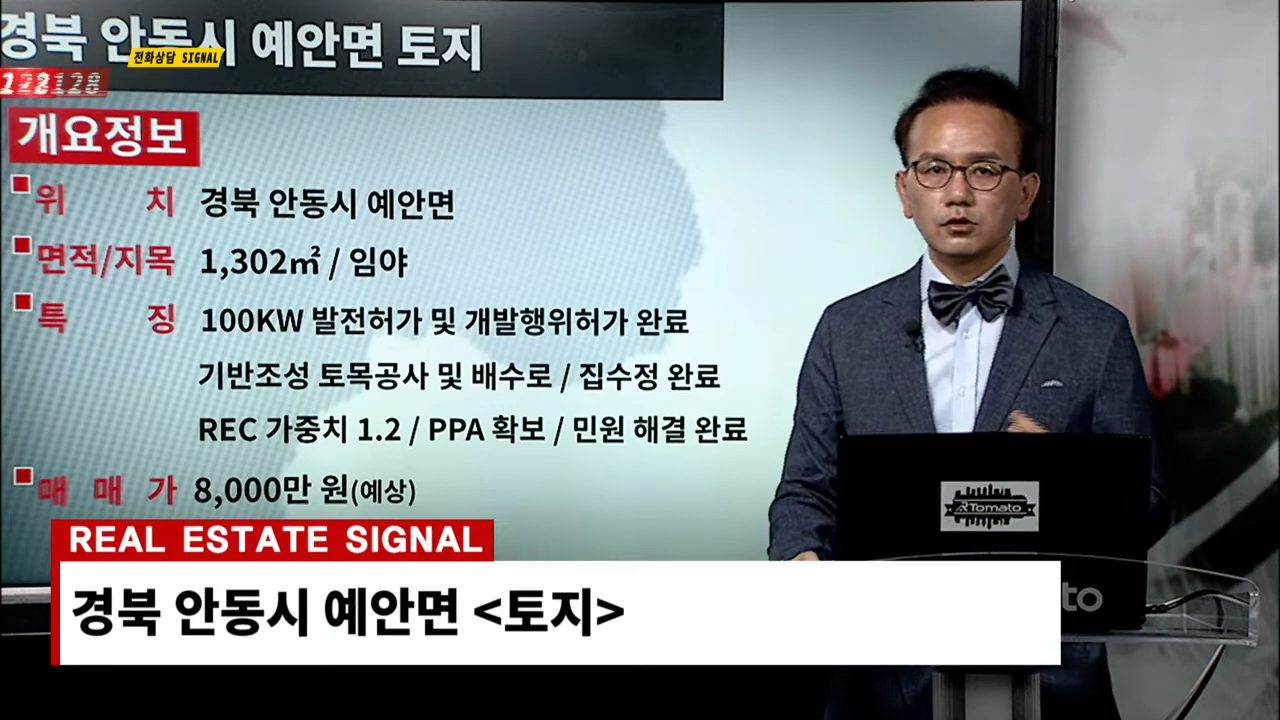 경북 안동시 예안면 토지
전화상담 SIGNAL
128
개요정보
위 치 경북 안동시 예안면
면적/지목 1,302㎡ / 임야
특 징 100KW 발전허가 및 개발행위허가 완료
기반조성 토목공사 및 배수로 / 집수정 완료
REC 가중치 1.2 / PPA 확보 / 민원 해결 완료
매 매 가 8,000만 원(예상)
RTomato
REAL ESTATE SIGNAL
경북 안동시 예안면 <토지>
to